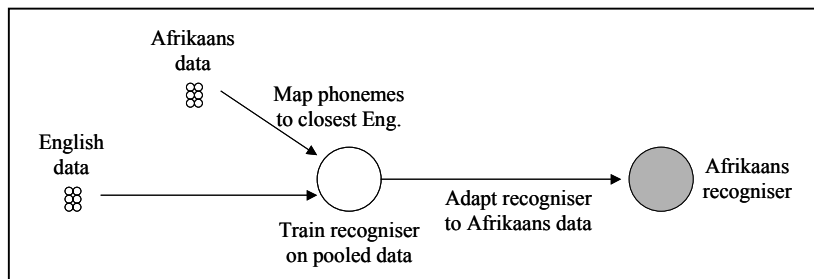 Afrikaans
data
Map phonemes
to closest Eng.
English
data
Train recogniser
on pooled data
Adapt recogniser
to Afrikaans data
Afrikaans
recogniser